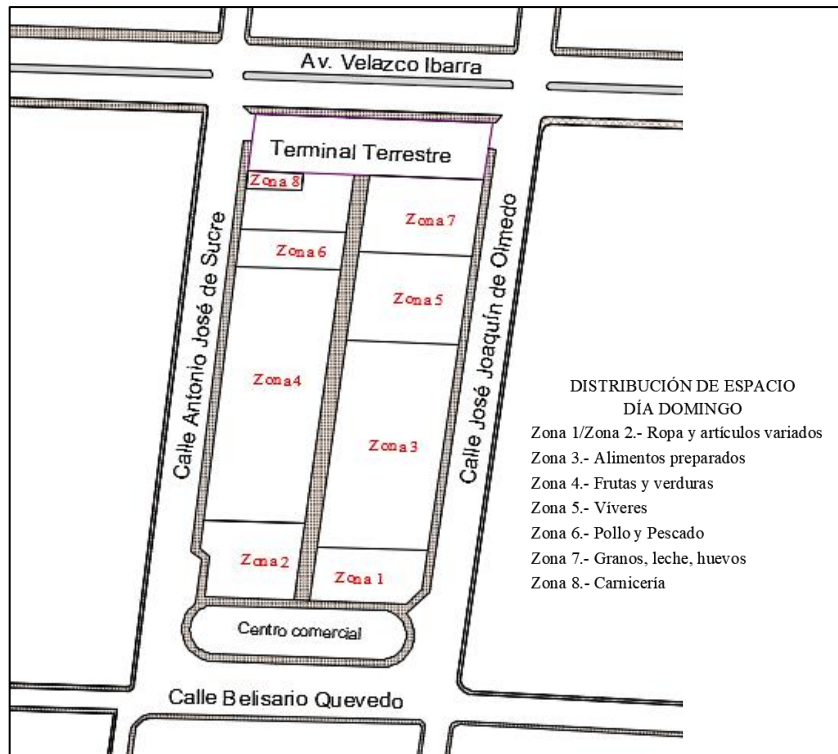 Av. Velazco Ibarra
Terminal Terrestre
Zona 8
Zona 7
Zona 6
Zona 5
Zona 4
Zona 3
Zona 2
Zona 1
Calle Antonio José de Sucre
Calle José Joaquín de Olmedo
Centro comercial
Calle Belisario Quevedo
DISTRIBUCIÓN DE ESPACIO
DÍA DOMINGO
Zona 1/Zona 2.- Ropa y artículos variados
Zona 3.- Alimentos preparados
Zona 4.- Frutas y verduras
Zona 5.- Víveres
Zona 6.- Pollo y Pescado
Zona 7.- Granos, leche, huevos
Zona 8.- Carnicería